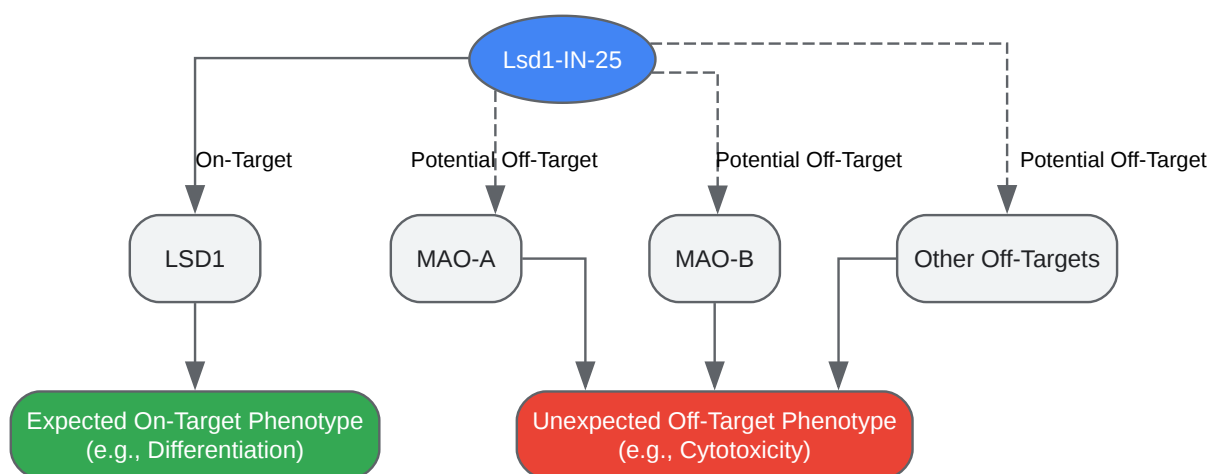 Lsd1-IN-25
On-Target
Potential Off-Target
Potential Off-Target
Potential Off-Target
LSD1
MAO-A
MAO-B
Other Off-Targets
Expected On-Target Phenotype
(e.g., Differentiation)
Unexpected Off-Target Phenotype
(e.g., Cytotoxicity)